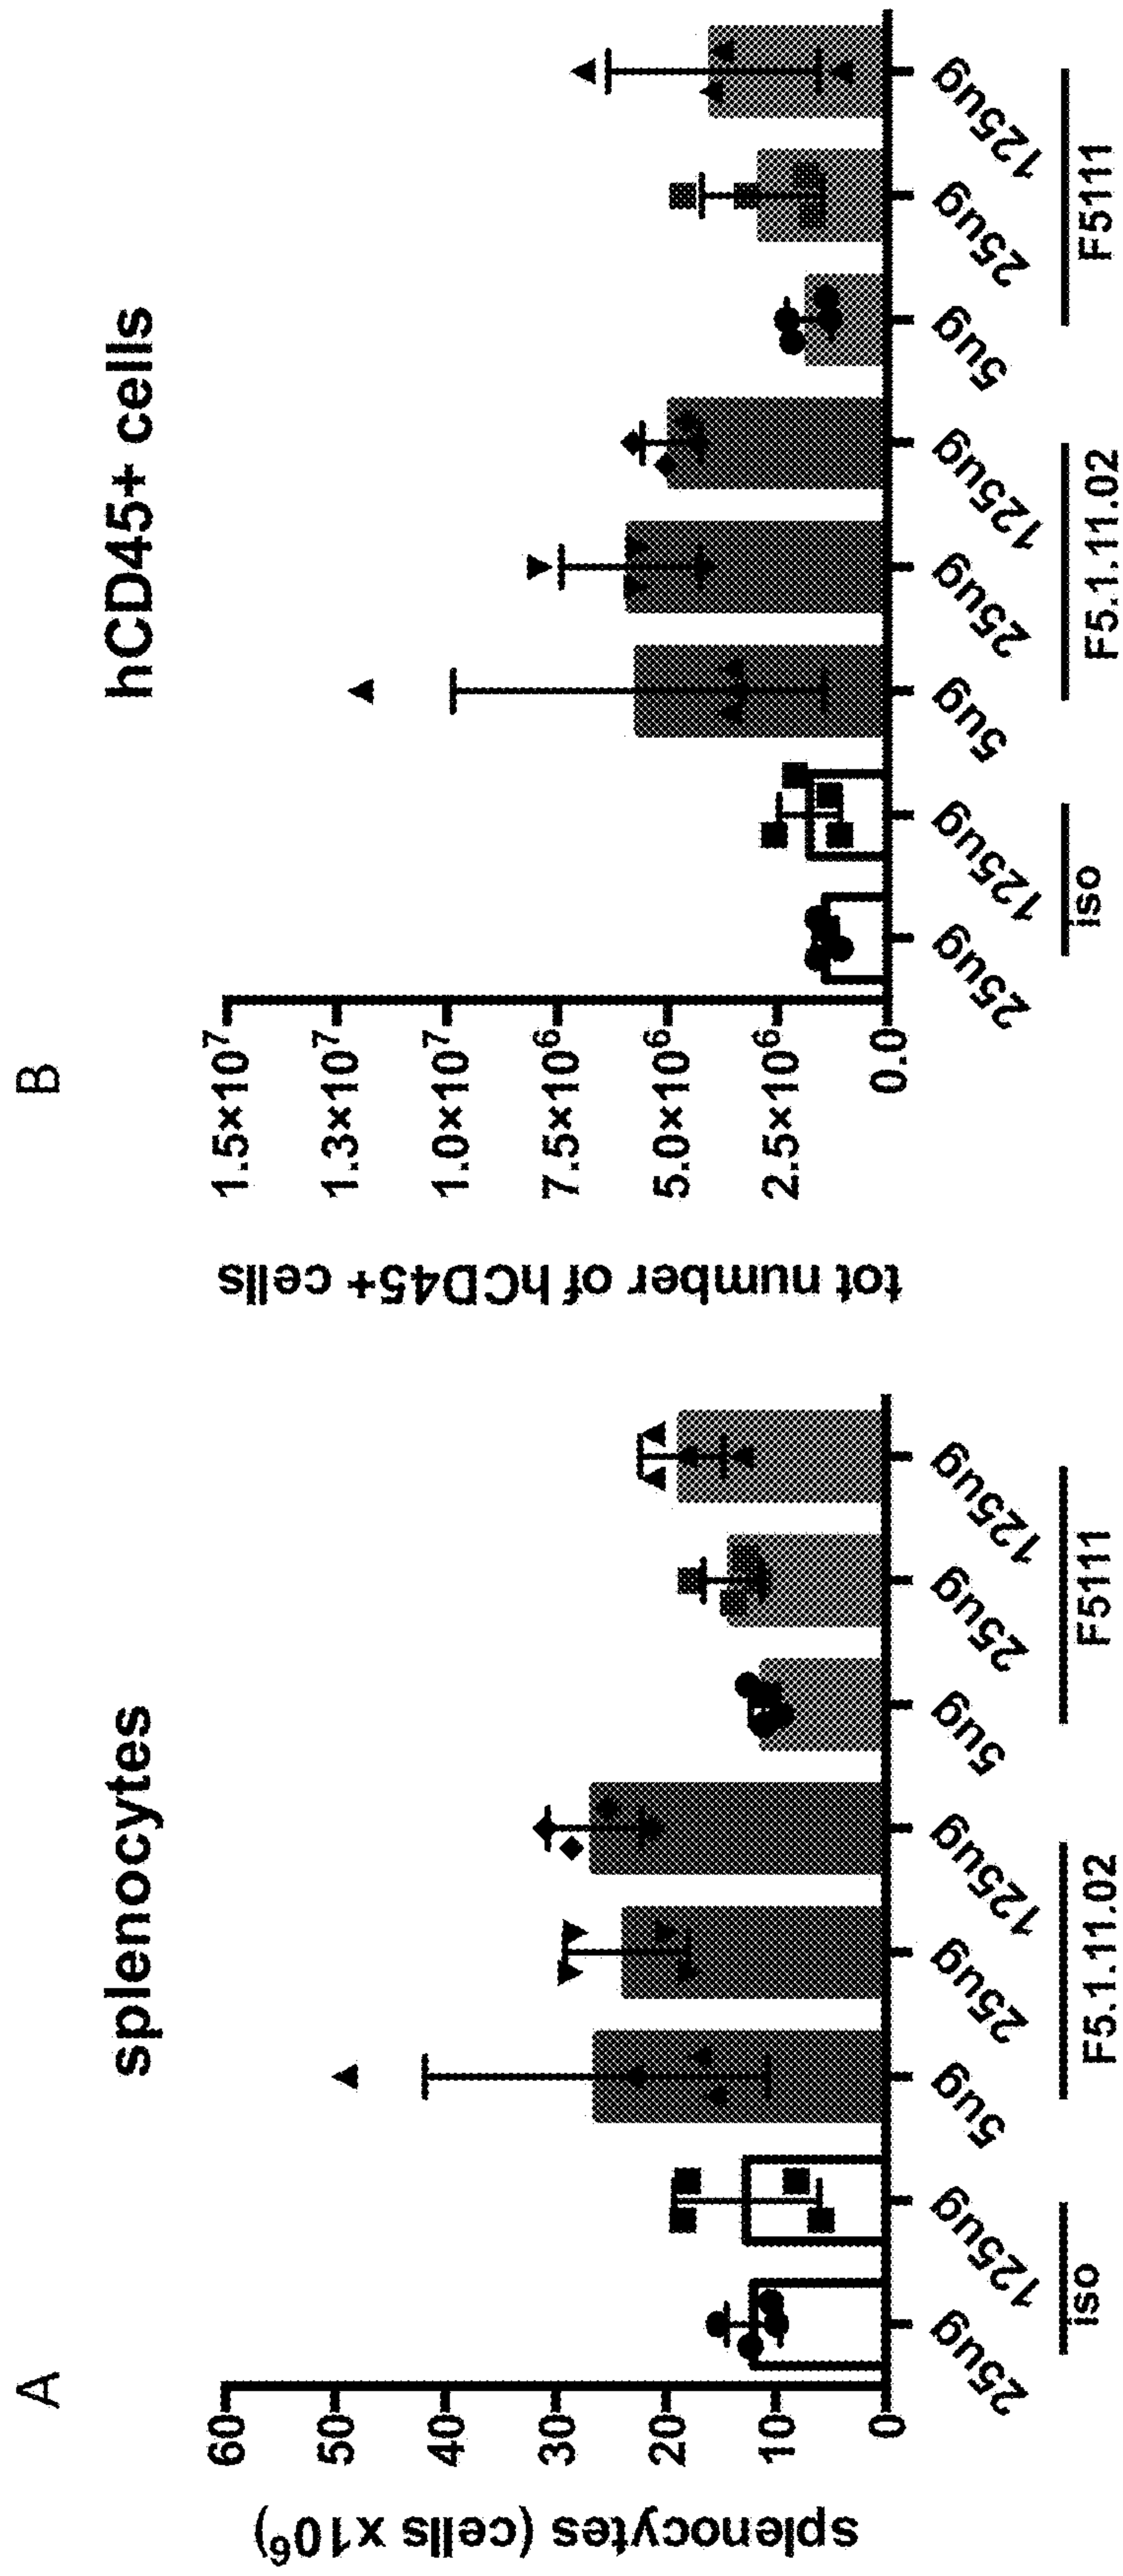 A
splenocytes
splenocytes (cells x10⁶)
60
50
40
30
20
10
0
25ug
125ug
5ug
25ug
125ug
5ug
25ug
125ug
iso
F5.1.11.02
F5111
B
hCD45+ cells
tot number of hCD45+ cells
1.5×10⁷
1.3×10⁷
1.0×10⁷
7.5×10⁶
5.0×10⁶
2.5×10⁶
0.0
25ug
125ug
5ug
25ug
125ug
5ug
25ug
125ug
iso
F5.1.11.02
F5111